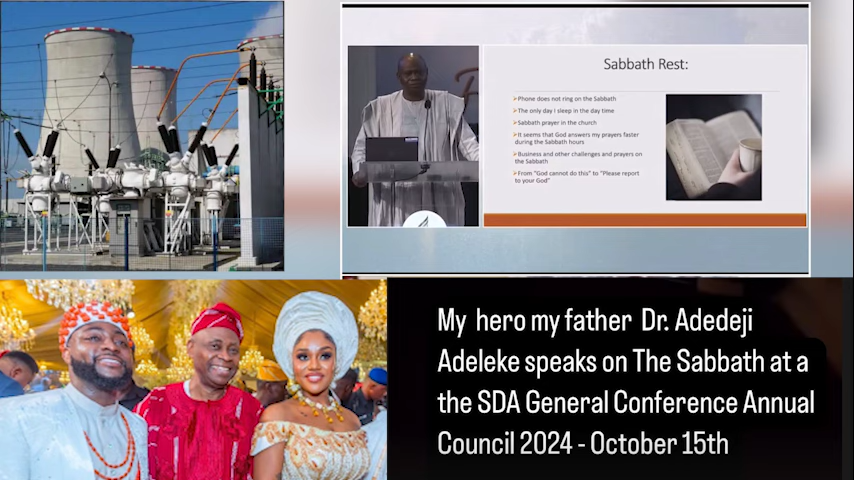 Sabbath Rest:
➢Phone does not ring on the Sabbath
➢The only day i sleep in the day time
➢Sabbath prayer in the church
➢It seems that God answers my prayers faster
during the Sabbath hours
➢Business and other challenges and prayers on
the Sabbath
➢From "God cannot do this" to "Please report
to your God"
My hero my father Dr. Adedeji
Adeleke speaks on The Sabbath at a
the SDA General Conference Annual
Council 2024 - October 15th